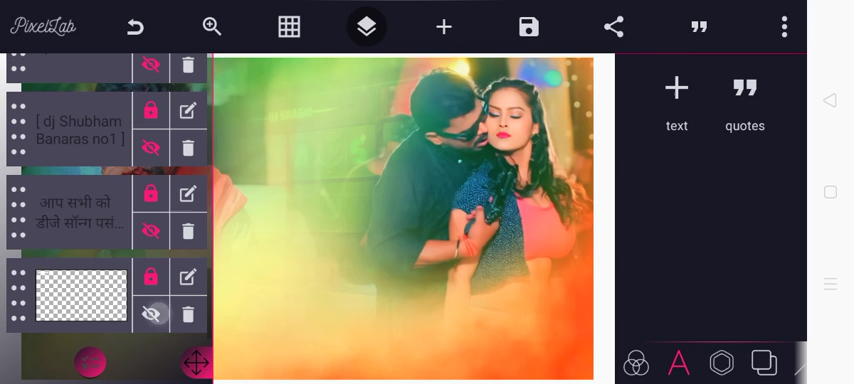 PixelLab
[ dj Shubham
Banaras no1 ]
आप सभी को
डीजे सॉन्ग पसं...
text
quotes